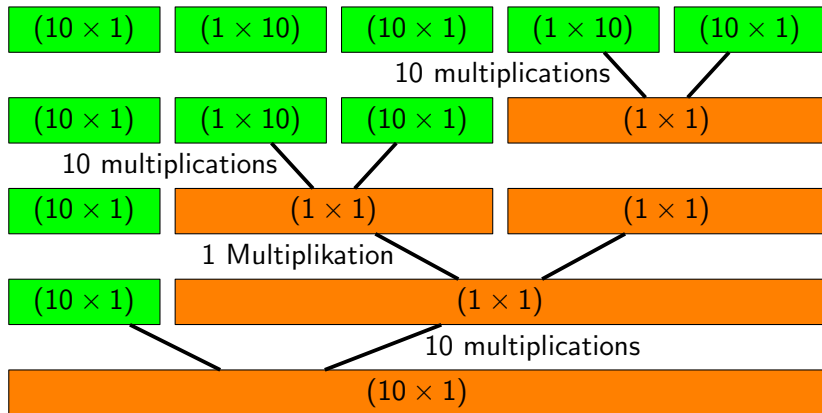 (10 × 1) (1 × 10) (10 × 1) (1 × 10) (10 × 1)
10 multiplications
(10 × 1) (1 × 10) (10 × 1) (1 × 1)
10 multiplications
(10 × 1) (1 × 1) (1 × 1)
1 Multiplikation
(10 × 1) (1 × 1)
10 multiplications
(10 × 1)